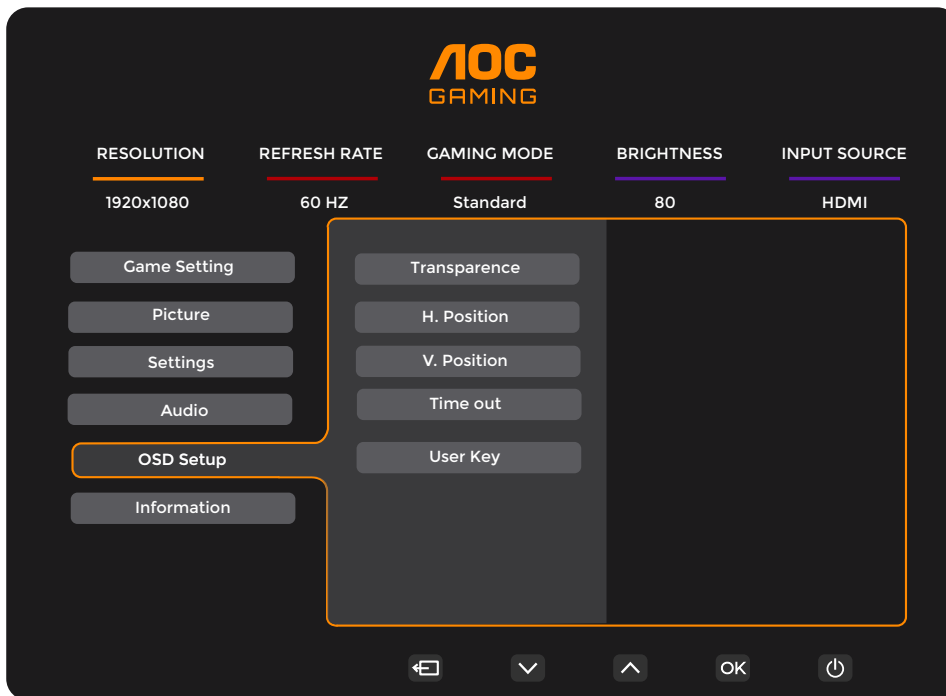 AOC
GAMING
RESOLUTION REFRESH RATE GAMING MODE BRIGHTNESS INPUT SOURCE
1920x1080 60 HZ Standard 80 HDMI
Game Setting Transparence
Picture H. Position
Settings V. Position
Audio Time out
OSD Setup User Key
Information
OK